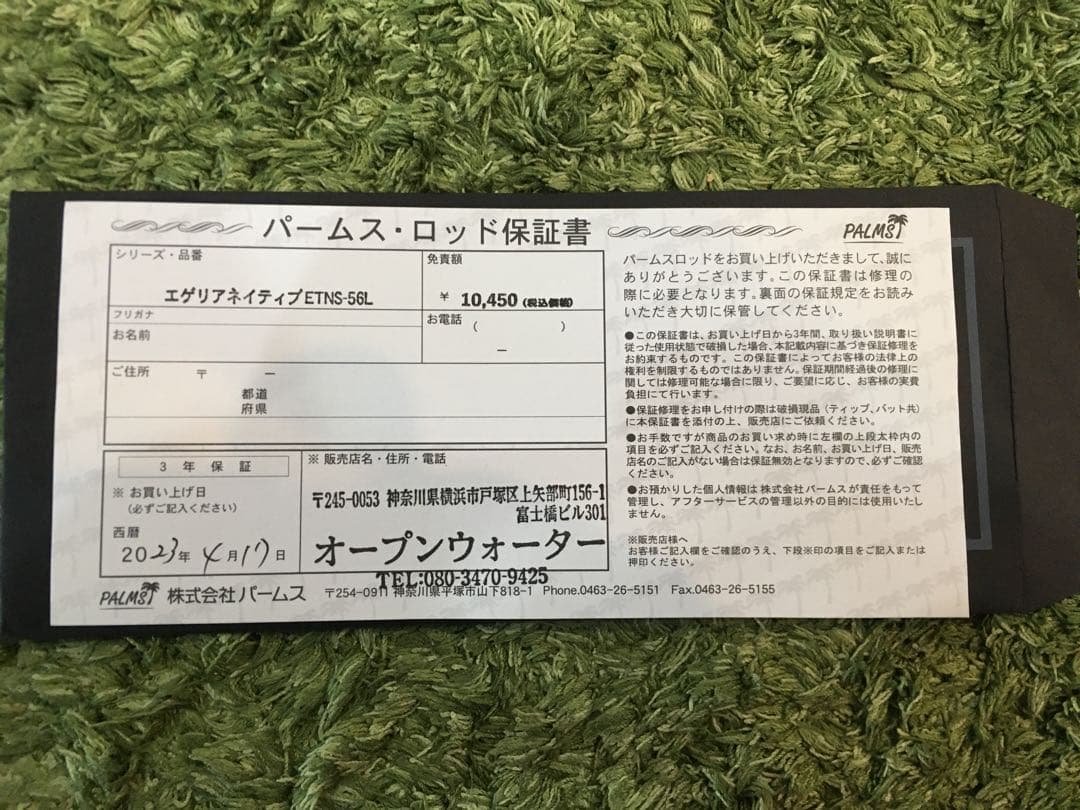 パームス・ロッド保証書
PALMS
シリーズ・品番
エゲリアネイティブETNS-56L
免責額
¥ 10,450 (税込価格)
フリガナ
お名前
お電話 ( )
－
ご住所 〒 －
都道
府県
3年保証
※ お買い上げ日
(必ずご記入ください)
西暦
2023年 4月17日
※ 販売店名・住所・電話
〒245-0053 神奈川県横浜市戸塚区上矢部町156-1
富士橋ビル301
オープンウォーター
TEL:080-3470-9425
パームスロッドをお買い上げいただきまして、誠に
ありがとうございます。この保証書は修理の
際に必要となります。裏面の保証規定をお読み
いただき大切に保管してください。
●この保証書は、お買い上げ日から3年間、取り扱い説明書に
従った使用状態で破損した場合、本記載内容に基づき保証修理を
お約束するものです。この保証書によってお客様の法律上の
権利を制限するものではありません。保証期間経過後の修理に
関しては修理可能な場合に限り、ご要望に応じ、お客様の実費
負担にて行います。
●保証修理をお申し付けの際は破損現品（ティップ、バット共）
に本保証書を添付の上、販売店にご依頼ください。
●お手数ですが商品のお買い求め時に左欄の上段太枠内の
項目を必ずご記入ください。なお、お名前、お買い上げ日、販売
店名のご記入がない場合は保証無効となりますので、必ずご確認
ください。
●お預かりした個人情報は株式会社パームスが責任をもって
管理し、アフターサービスの管理以外の目的には使用いたし
ません。
※販売店様へ
お客様ご記入欄をご確認のうえ、下段※印の項目をご記入または
押印ください。
PALMS 株式会社パームス 〒254-0911 神奈川県平塚市山下818-1 Phone.0463-26-5151 Fax.0463-26-5155